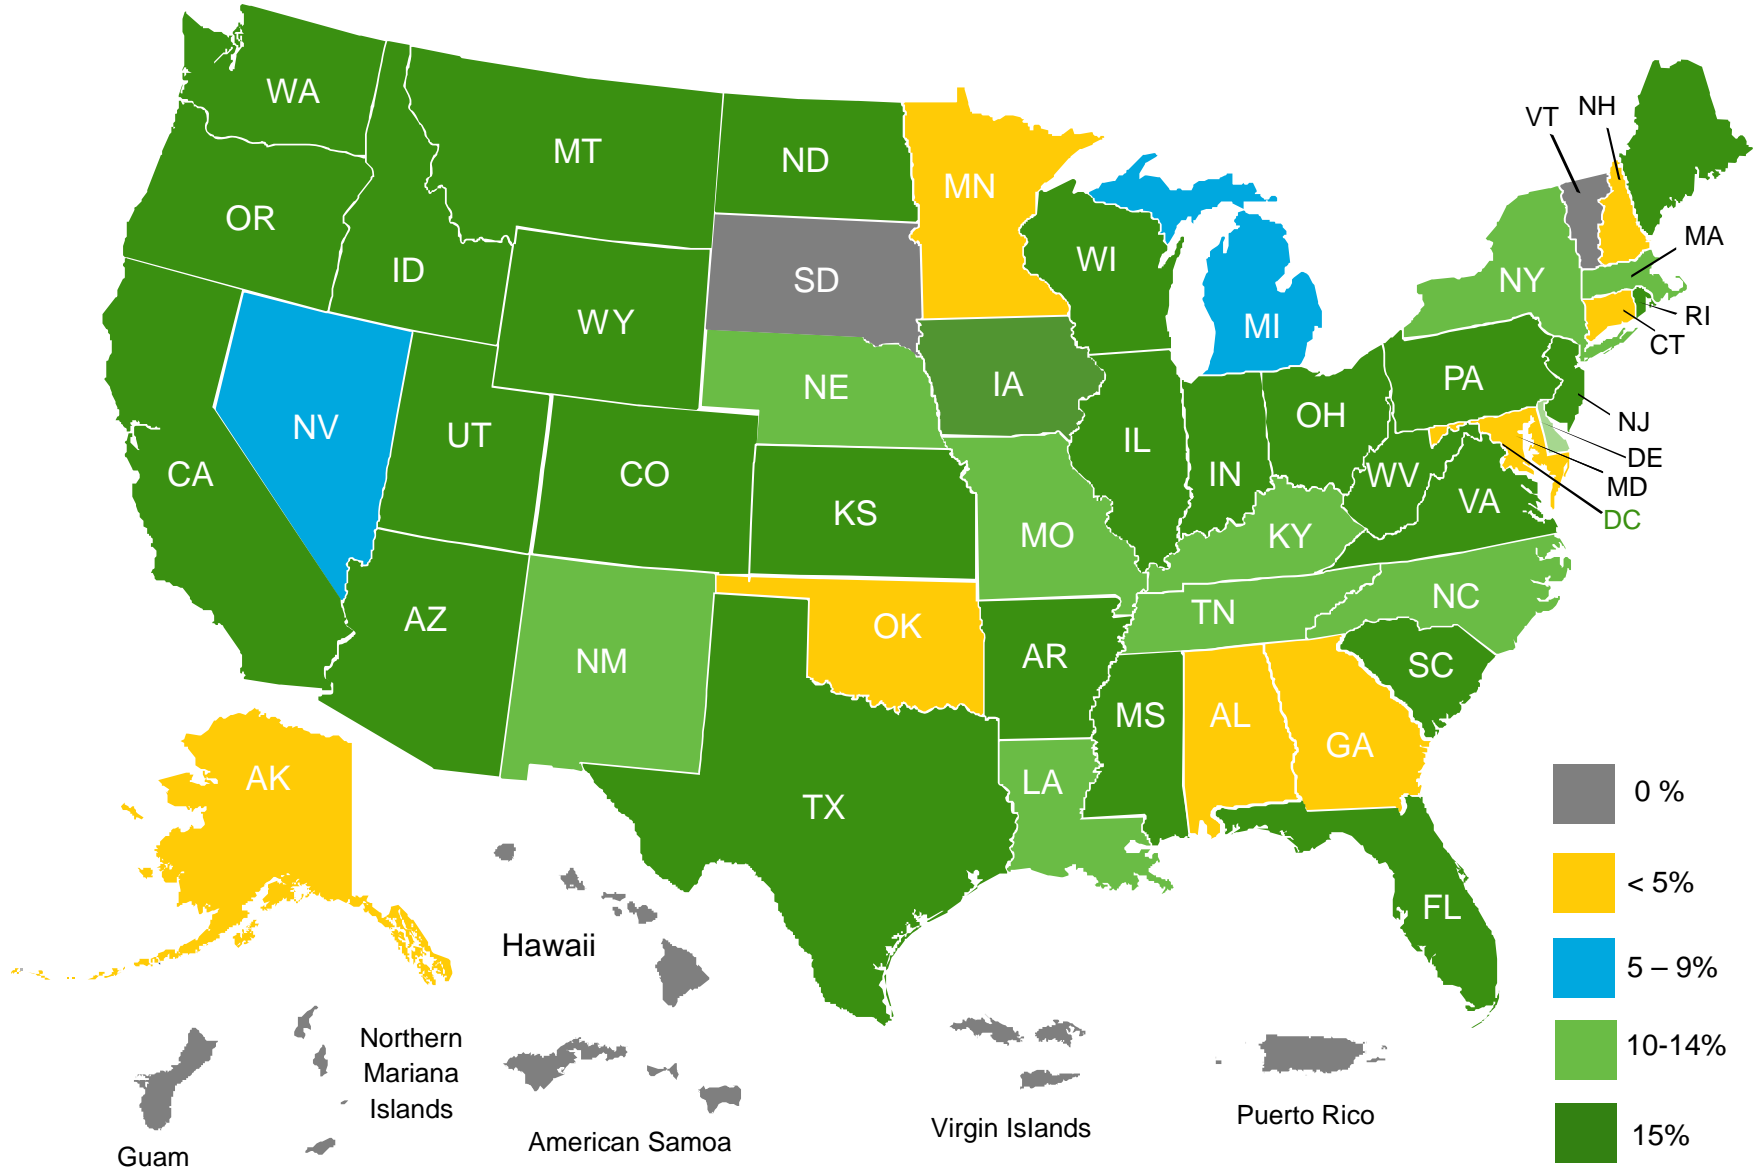 WA
MT
ND
MN
VT
NH
OR
ID
SD
WI
MA
WY
NY
MI
RI
CT
NE
IA
PA
NV
UT
OH
NJ
CA
CO
IL
IN
WV
DE
MD
KS
VA
DC
MO
KY
AZ
OK
TN
NC
NM
AR
SC
MS
AL
GA
AK
LA
TX
FL
Hawaii
0 %
< 5%
5 – 9%
10-14%
15%
Northern
Mariana
Islands
Guam
American Samoa
Virgin Islands
Puerto Rico